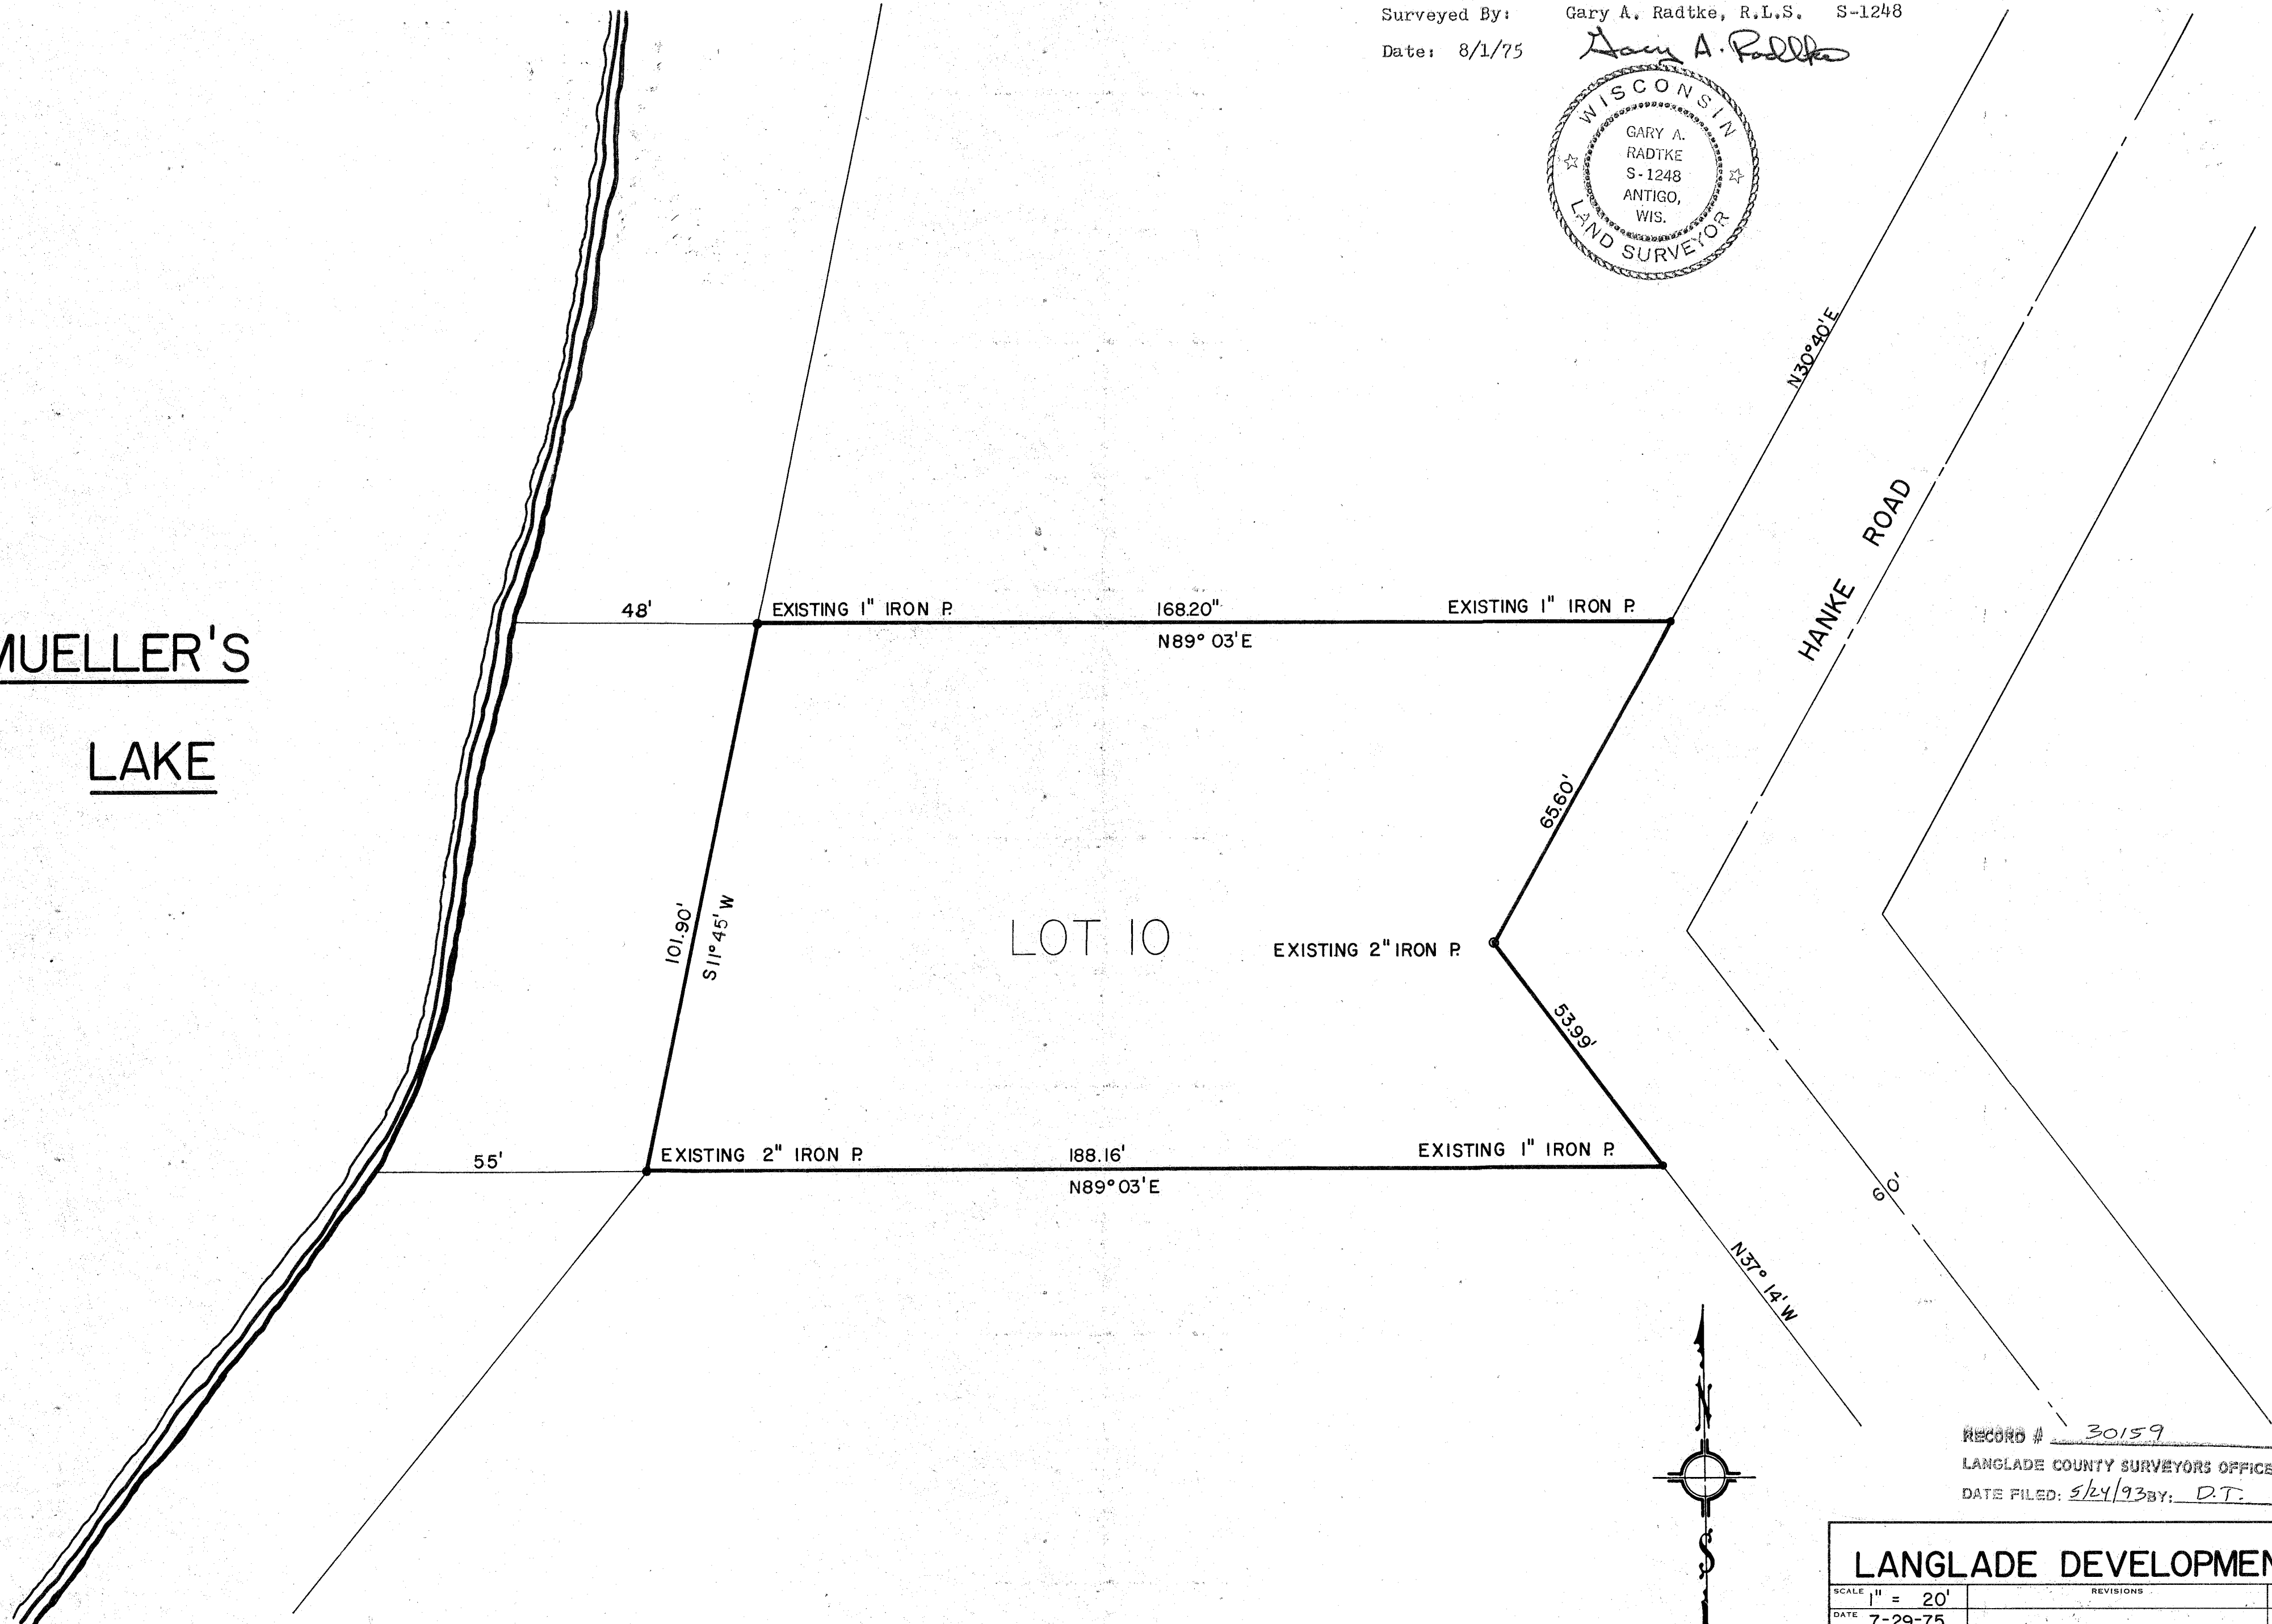 Surveyed By: Gary A. Radtke, R.L.S. S-1248
Date: 8/1/75 Gary A. Radtke
WISCONSIN
GARY A.
RADTKE
S-1248
ANTIGO,
WIS.
LAND SURVEYOR
N30°40'E
HANKE ROAD
48'
EXISTING 1" IRON P.
168.20"
EXISTING 1" IRON P.
N89° 03'E
MUELLER'S
LAKE
65.60'
101.90'
S11°45'W
LOT 10
EXISTING 2" IRON P.
53.99'
55'
EXISTING 2" IRON P.
188.16'
EXISTING 1" IRON P.
N89°03'E
60'
N37° 14' W
N
S
RECORD # 30159
LANGLADE COUNTY SURVEYORS OFFICE
DATE FILED: 5/24/93 BY: D.T.
LANGLADE DEVELOPMEN
SCALE 1" = 20'
REVISIONS
DATE 7-29-75